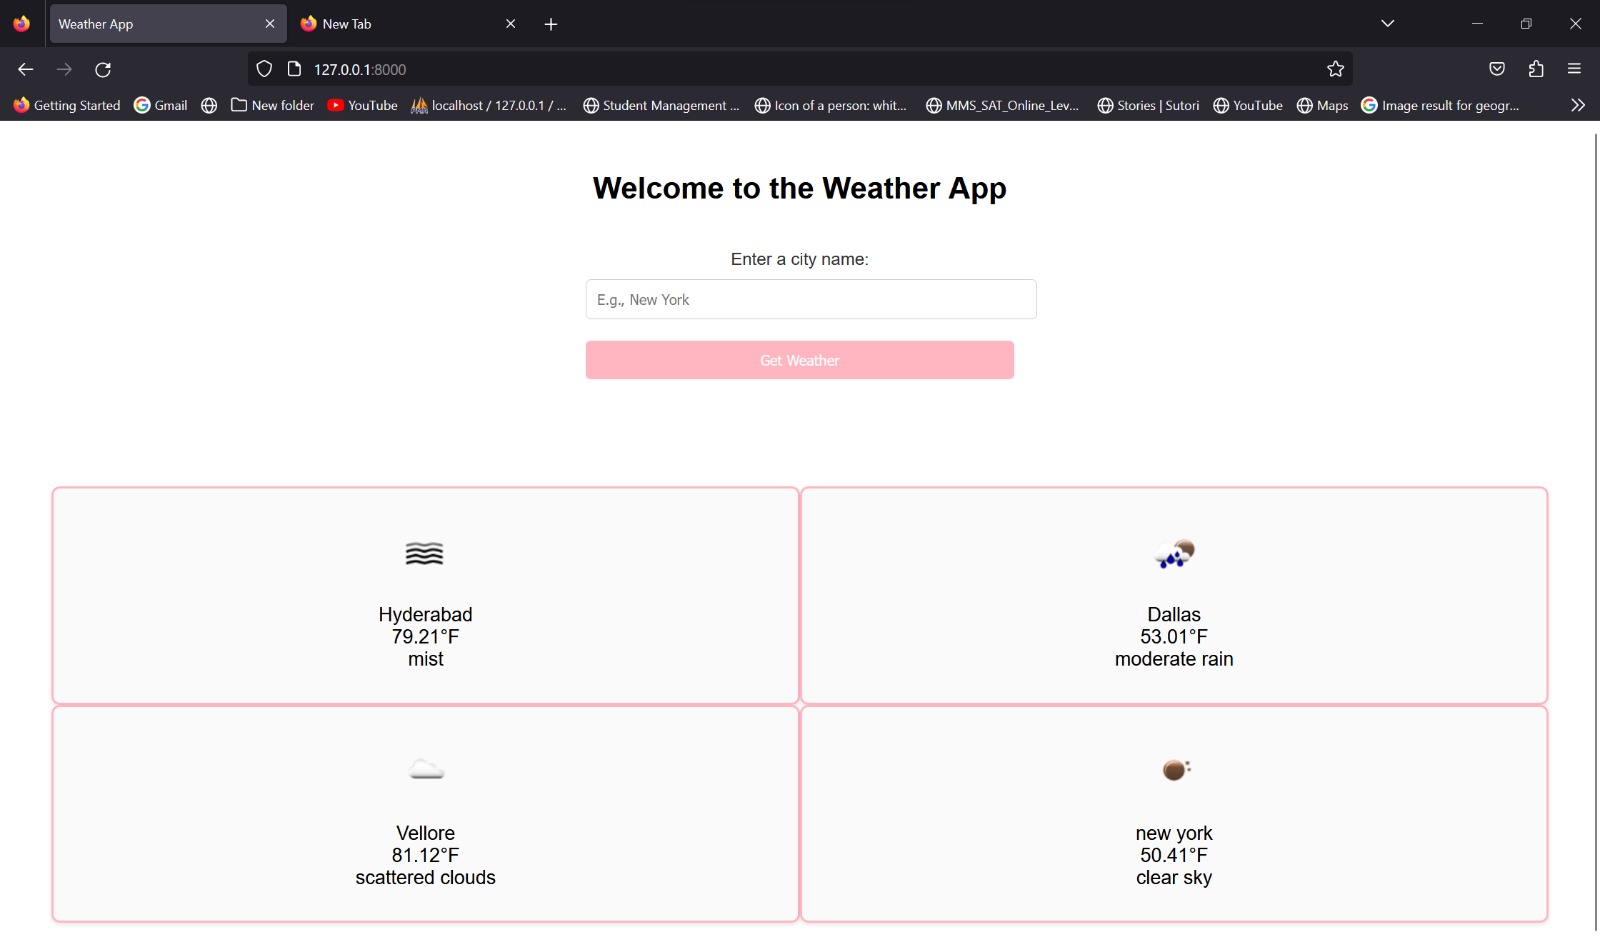 Weather App
New Tab
127.0.0.1:8000
Getting Started
Gmail
New folder
YouTube
localhost / 127.0.0.1 / ...
Student Management ...
Icon of a person: whit...
MMS_SAT_Online_Lev...
Stories | Sutori
YouTube
Maps
Image result for geogr...
Welcome to the Weather App
Enter a city name:
E.g., New York
Get Weather
Hyderabad
79.21°F
mist
Dallas
53.01°F
moderate rain
Vellore
81.12°F
scattered clouds
new york
50.41°F
clear sky